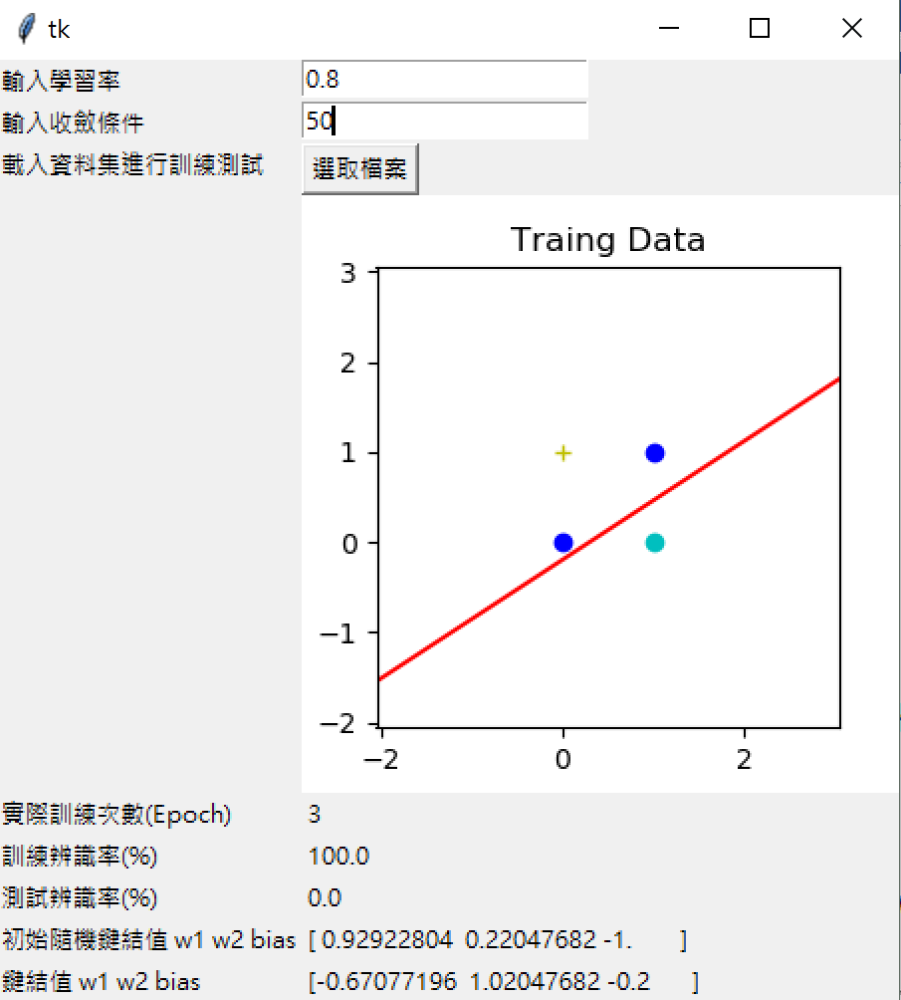 tk
輸入學習率 0.8
輸入收斂條件 50
載入資料集進行訓練測試 選取檔案
Traing Data
3
2
1
0
−1
−2
−2 0 2
實際訓練次數(Epoch) 3
訓練辨識率(%) 100.0
測試辨識率(%) 0.0
初始隨機鍵結值 w1 w2 bias [ 0.92922804 0.22047682 -1. ]
鍵結值 w1 w2 bias [-0.67077196 1.02047682 -0.2 ]